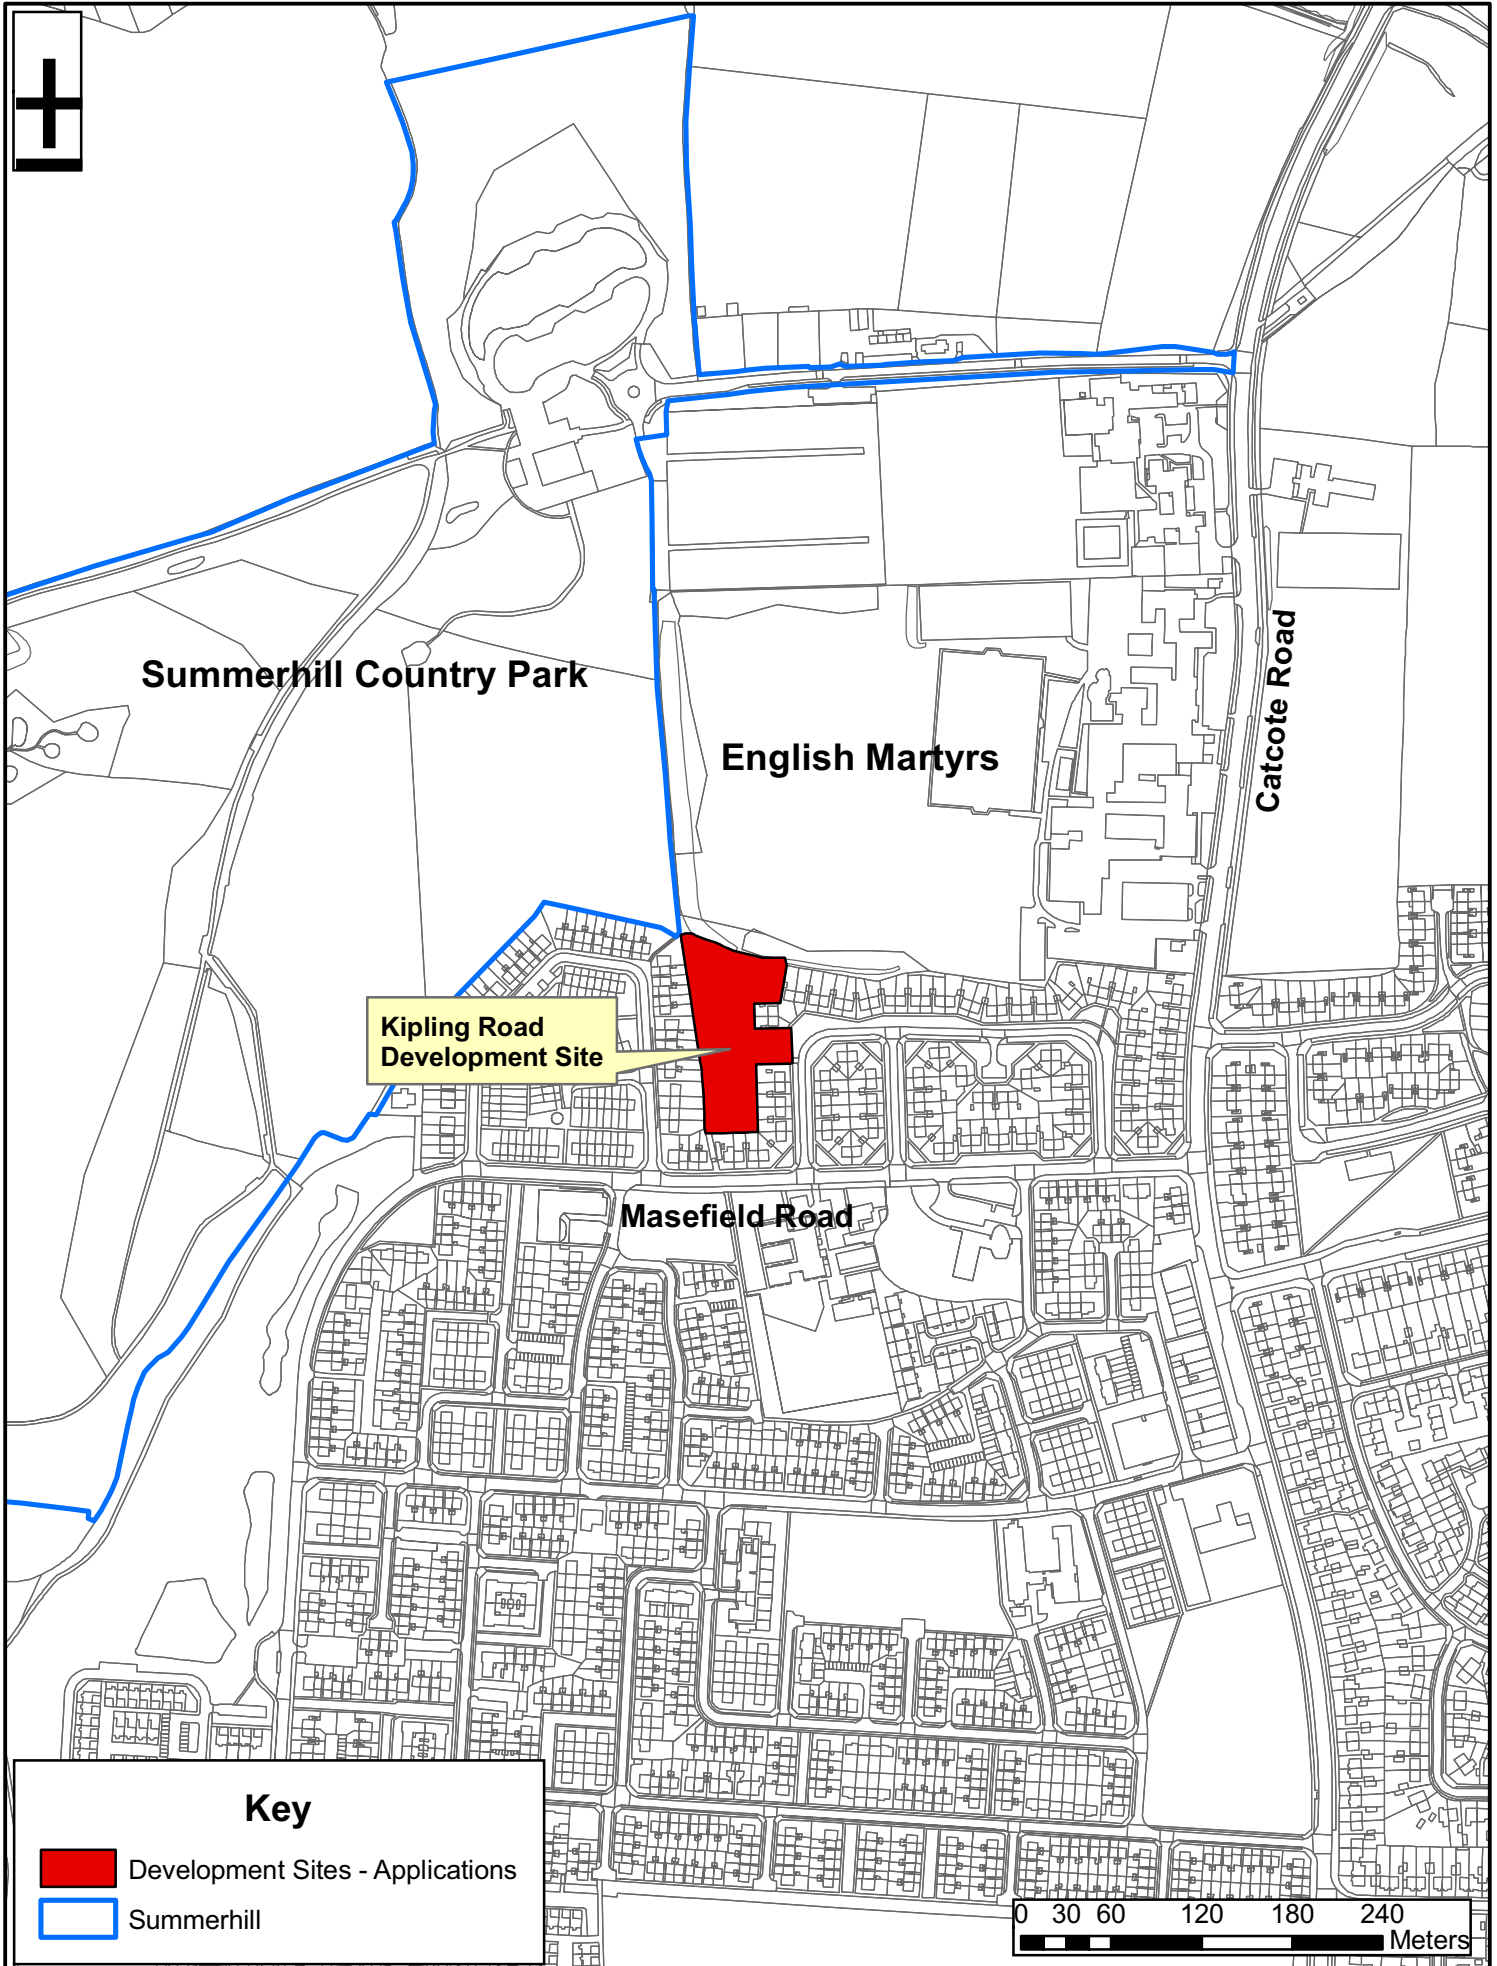 Summerhill Country Park
English Martyrs
Catcote Road
Kipling Road
Development Site
Masefield Road
Key
Development Sites - Applications
Summerhill
0 30 60 120 180 240
Meters